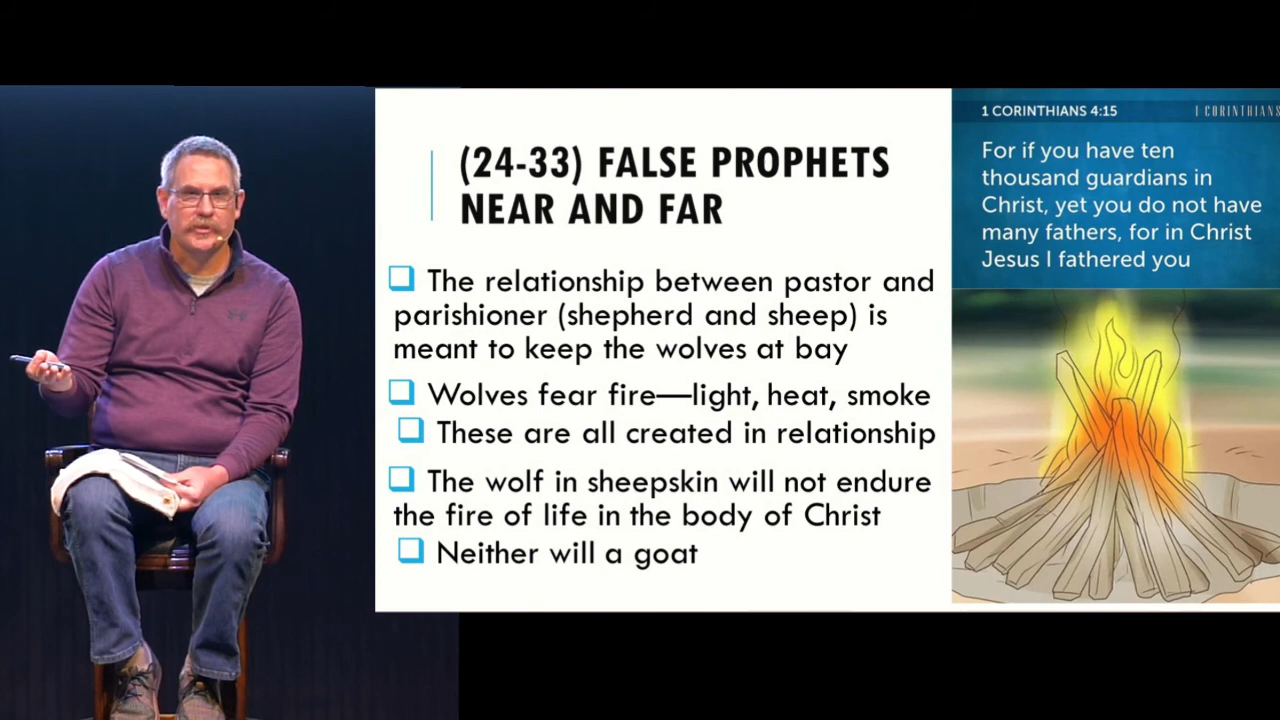 (24-33) FALSE PROPHETS
NEAR AND FAR
The relationship between pastor and
parishioner (shepherd and sheep) is
meant to keep the wolves at bay
Wolves fear fire—light, heat, smoke
These are all created in relationship
The wolf in sheepskin will not endure
the fire of life in the body of Christ
Neither will a goat
1 CORINTHIANS 4:15
1 CORINTHIANS
For if you have ten
thousand guardians in
Christ, yet you do not have
many fathers, for in Christ
Jesus I fathered you